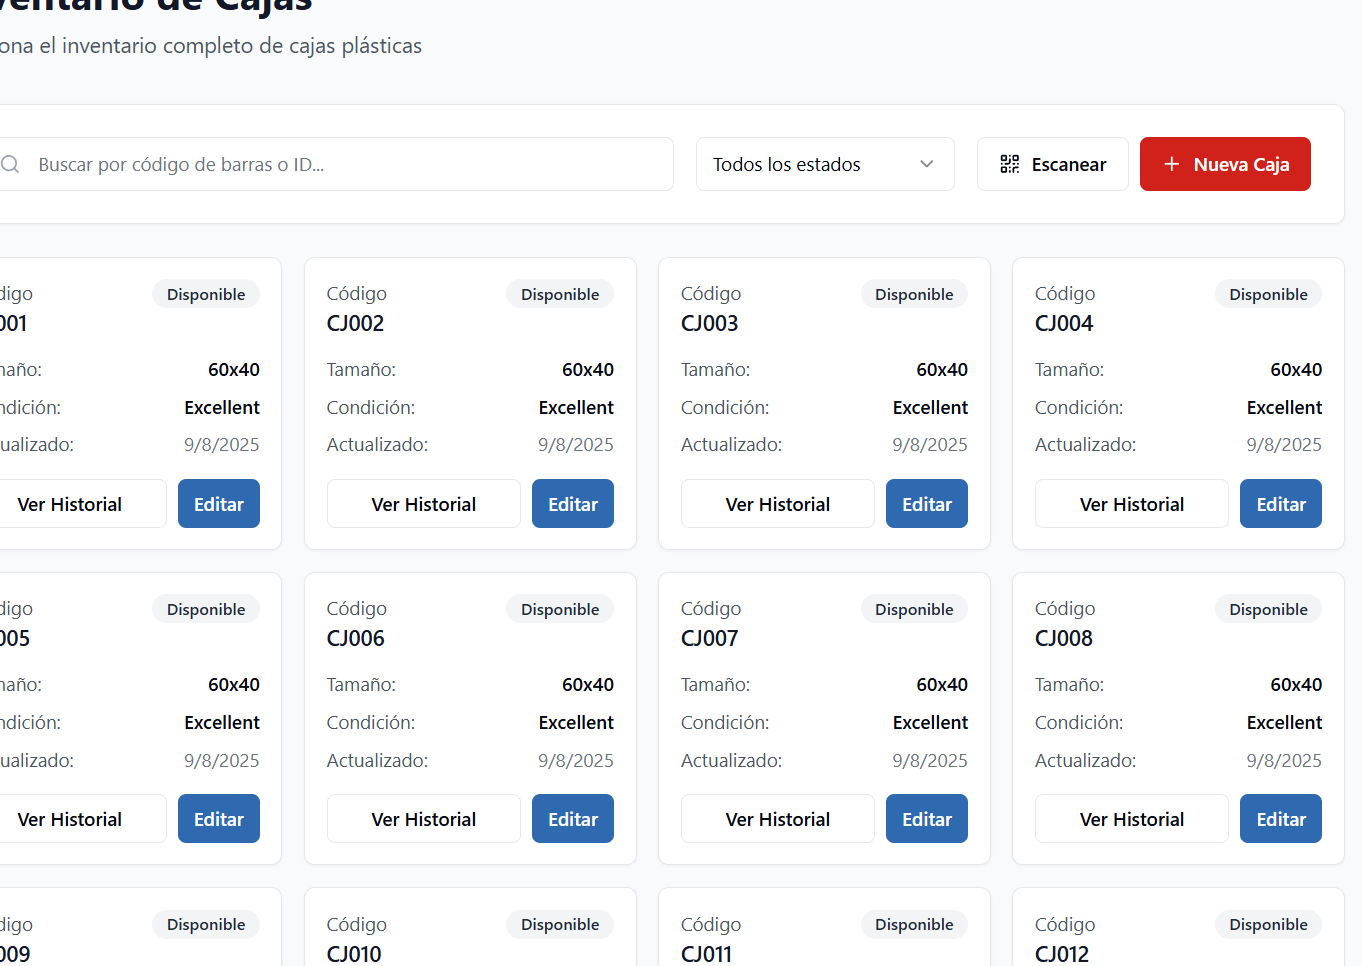 ventario de Cajas
ona el inventario completo de cajas plásticas
Buscar por código de barras o ID...
Todos los estados
Escanear
Nueva Caja
digo
Disponible
001
maño:
60x40
ndición:
Excellent
ualizado:
9/8/2025
Ver Historial
Editar
Código
Disponible
CJ002
Tamaño:
60x40
Condición:
Excellent
Actualizado:
9/8/2025
Ver Historial
Editar
Código
Disponible
CJ003
Tamaño:
60x40
Condición:
Excellent
Actualizado:
9/8/2025
Ver Historial
Editar
Código
Disponible
CJ004
Tamaño:
60x40
Condición:
Excellent
Actualizado:
9/8/2025
Ver Historial
Editar
digo
Disponible
005
maño:
60x40
ndición:
Excellent
ualizado:
9/8/2025
Ver Historial
Editar
Código
Disponible
CJ006
Tamaño:
60x40
Condición:
Excellent
Actualizado:
9/8/2025
Ver Historial
Editar
Código
Disponible
CJ007
Tamaño:
60x40
Condición:
Excellent
Actualizado:
9/8/2025
Ver Historial
Editar
Código
Disponible
CJ008
Tamaño:
60x40
Condición:
Excellent
Actualizado:
9/8/2025
Ver Historial
Editar
digo
Disponible
009
Código
Disponible
CJ010
Código
Disponible
CJ011
Código
Disponible
CJ012